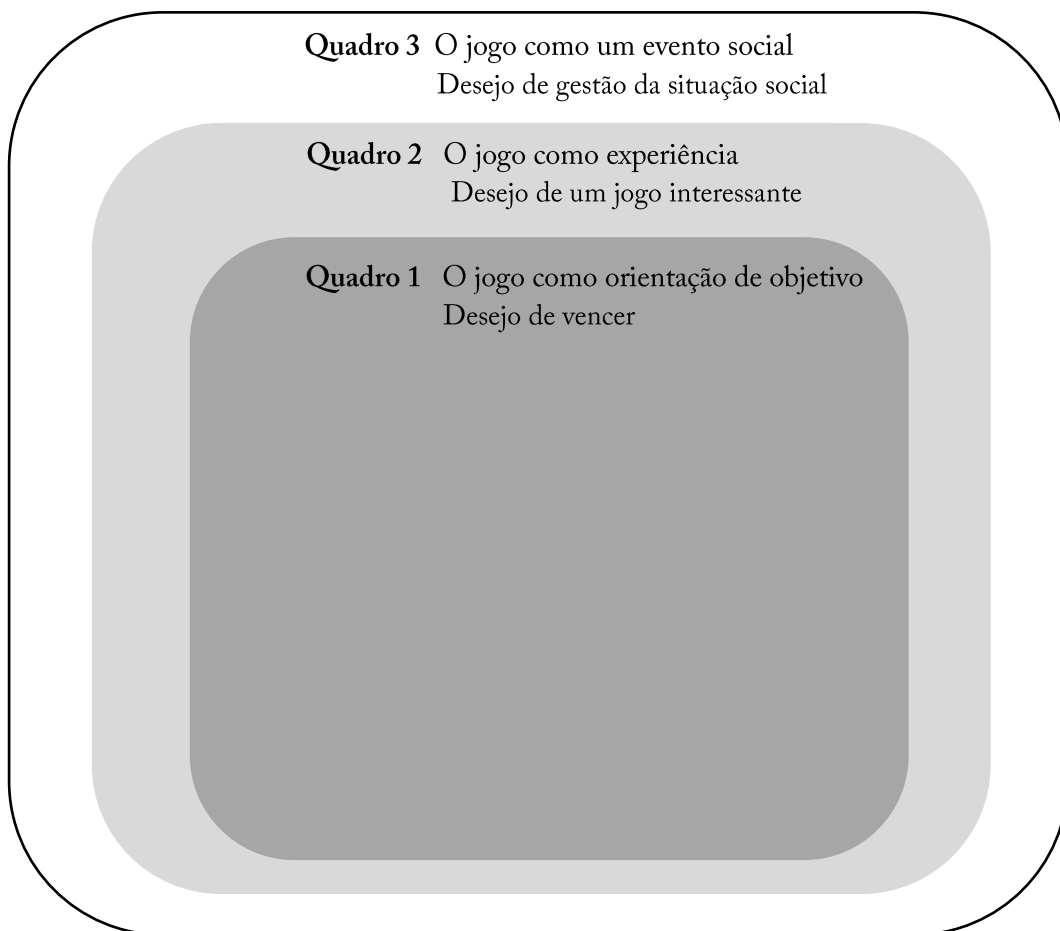 Quadro 3 O jogo como um evento social
Desejo de gestão da situação social
Quadro 2 O jogo como experiência
Desejo de um jogo interessante
Quadro 1 O jogo como orientação de objetivo
Desejo de vencer